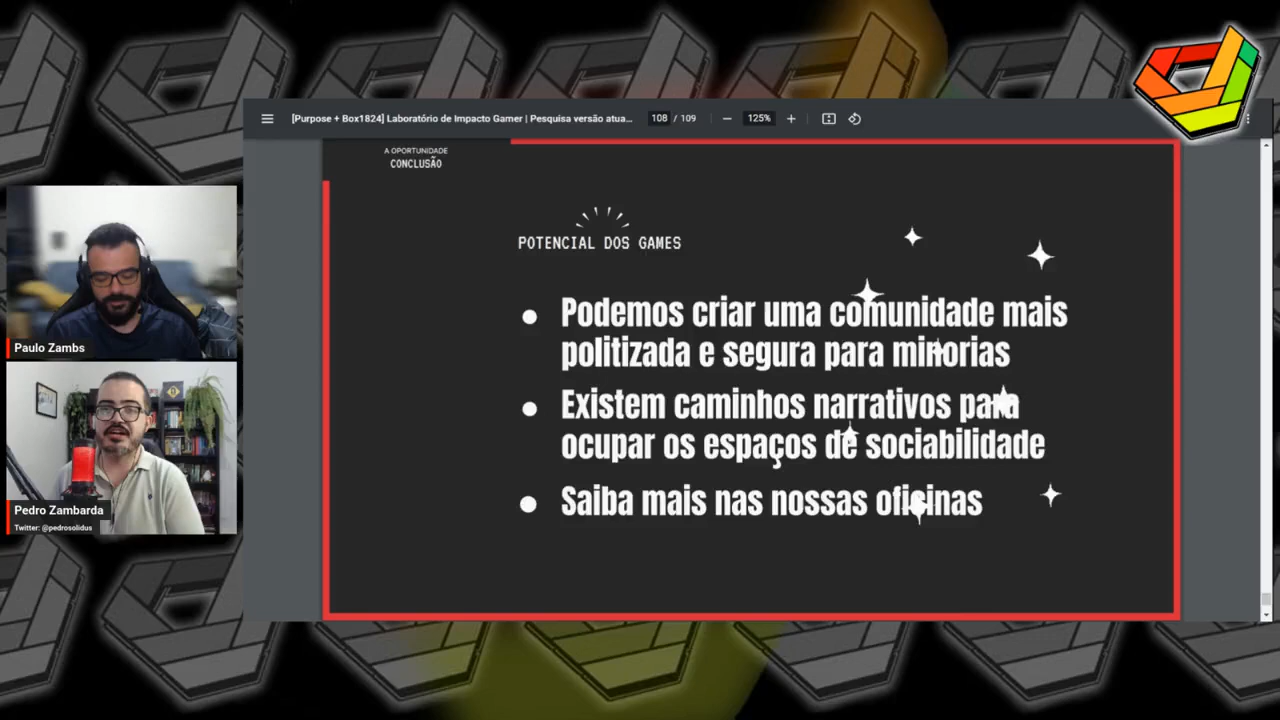 [Purpose + Box1824] Laboratório de Impacto Gamer | Pesquisa versão atua...
108 / 109
125%
A OPORTUNIDADE
CONCLUSÃO
POTENCIAL DOS GAMES
● Podemos criar uma comunidade mais
politizada e segura para minorias
● Existem caminhos narrativos para
ocupar os espaços de sociabilidade
● Saiba mais nas nossas oficinas
Paulo Zambs
Pedro Zambarda
Twitter: @pedrosolidus